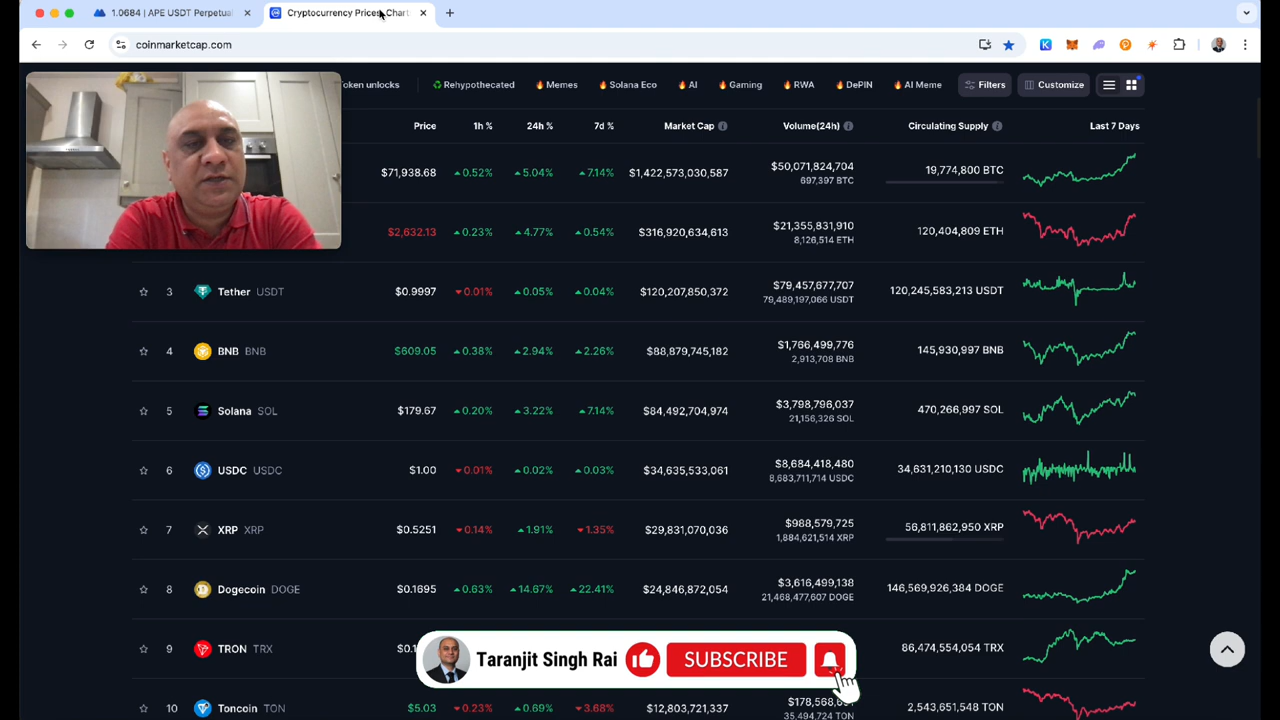 1.0684 | APE USDT Perpetual
Cryptocurrency Prices, Chart
coinmarketcap.com
oken unlocks
Rehypothecated
Memes
Solana Eco
AI
Gaming
RWA
DePIN
AI Meme
Filters
Customize
Price 1h % 24h % 7d % Market Cap Volume(24h) Circulating Supply Last 7 Days
$71,938.68 0.52% 5.04% 7.14% $1,422,573,030,587 $50,071,824,704 19,774,800 BTC
697,397 BTC
$2,632.13 0.23% 4.77% 0.54% $316,920,634,613 $21,355,831,910 120,404,809 ETH
8,126,514 ETH
3 Tether USDT $0.9997 0.01% 0.05% 0.04% $120,207,850,372 $79,457,677,707 120,245,583,213 USDT
79,489,197,066 USDT
4 BNB BNB $609.05 0.38% 2.94% 2.26% $88,879,745,182 $1,766,499,776 145,930,997 BNB
2,913,708 BNB
5 Solana SOL $179.67 0.20% 3.22% 7.14% $84,492,704,974 $3,798,796,037 470,266,997 SOL
21,156,326 SOL
6 USDC USDC $1.00 0.01% 0.02% 0.03% $34,635,533,061 $8,684,418,480 34,631,210,130 USDC
8,683,711,714 USDC
7 XRP XRP $0.5251 0.14% 1.91% 1.35% $29,831,070,036 $988,579,725 56,811,862,950 XRP
1,884,621,514 XRP
8 Dogecoin DOGE $0.1695 0.63% 14.67% 22.41% $24,846,872,054 $3,616,499,138 146,569,926,384 DOGE
21,468,477,607 DOGE
9 TRON TRX 86,474,554,054 TRX
Taranjit Singh Rai SUBSCRIBE
10 Toncoin TON $5.03 0.23% 0.69% 3.68% $12,803,721,337 2,543,651,548 TON
35,494,724 TON